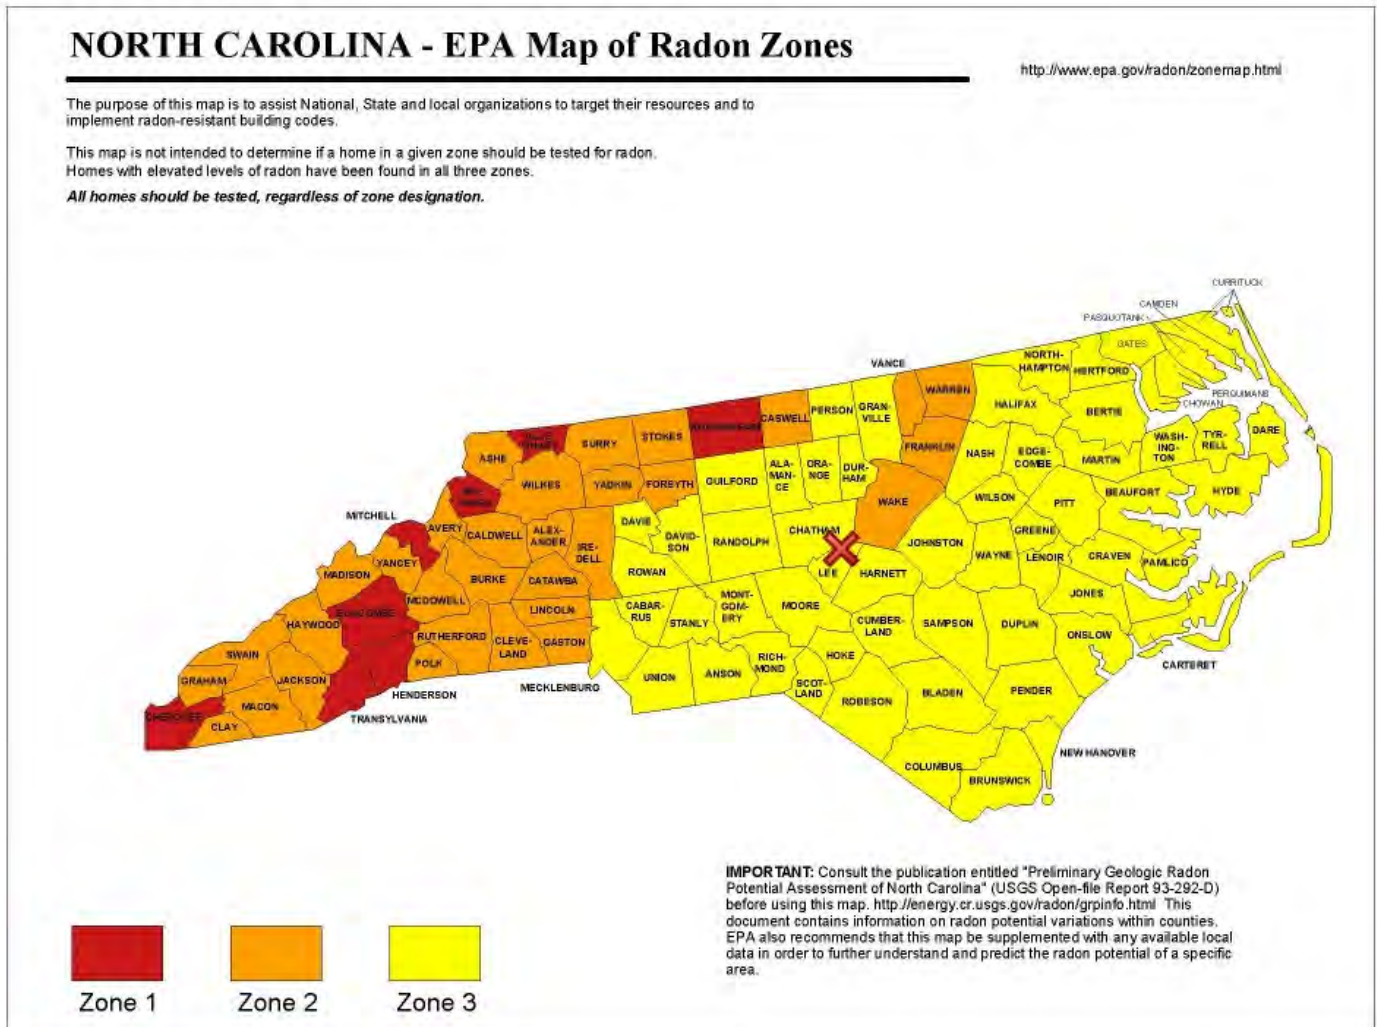 NORTH CAROLINA - EPA Map of Radon Zones
http://www.epa.gov/radon/zonemap.html
The purpose of this map is to assist National, State and local organizations to target their resources and to
implement radon-resistant building codes.
This map is not intended to determine if a home in a given zone should be tested for radon.
Homes with elevated levels of radon have been found in all three zones.
All homes should be tested, regardless of zone designation.
CURRITUCK
CAMDEN
PASQUOTANK
GATES
VANCE
NORTH-
HAMPTON
HERTFORD
WARREN
PERQUIMANS
CHOWAN
HALIFAX
BERTIE
PERSON
GRAN-
VILLE
CASWELL
STOKES
SURRY
ASHE
FRANKLIN
NASH
EDGE-
COMBE
MARTIN
WASH-
ING-
TON
TYR-
RELL
DARE
WILKES
YADKIN
FORSYTH
GUILFORD
ALA-
MAN-
CE
ORA-
NGE
DUR-
HAM
WAKE
WILSON
PITT
BEAUFORT
HYDE
MITCHELL
AVERY
CALDWELL
ALEX-
ANDER
IRE-
DELL
DAVIE
DAVID-
SON
RANDOLPH
CHATHAM
JOHNSTON
GREENE
WAYNE
LENOIR
CRAVEN
PAMLICO
MADISON
YANCEY
BURKE
CATAWBA
ROWAN
LEE
HARNETT
JONES
MCDOWELL
BUNCOMBE
HAYWOOD
LINCOLN
CABAR-
RUS
STANLY
MONT-
GOM-
ERY
MOORE
CUMBER-
LAND
SAMPSON
DUPLIN
ONSLOW
RUTHERFORD
CLEVE-
LAND
GASTON
SWAIN
POLK
GRAHAM
JACKSON
HENDERSON
MECKLENBURG
UNION
ANSON
RICH-
MOND
HOKE
SCOT-
LAND
CARTERET
MACON
CHEROKEE
CLAY
TRANSYLVANIA
ROBESON
BLADEN
PENDER
COLUMBUS
NEW HANOVER
BRUNSWICK
IMPORTANT: Consult the publication entitled "Preliminary Geologic Radon
Potential Assessment of North Carolina" (USGS Open-file Report 93-292-D)
before using this map. http://energy.cr.usgs.gov/radon/grpinfo.html This
document contains information on radon potential variations within counties.
EPA also recommends that this map be supplemented with any available local
data in order to further understand and predict the radon potential of a specific
area.
Zone 1
Zone 2
Zone 3